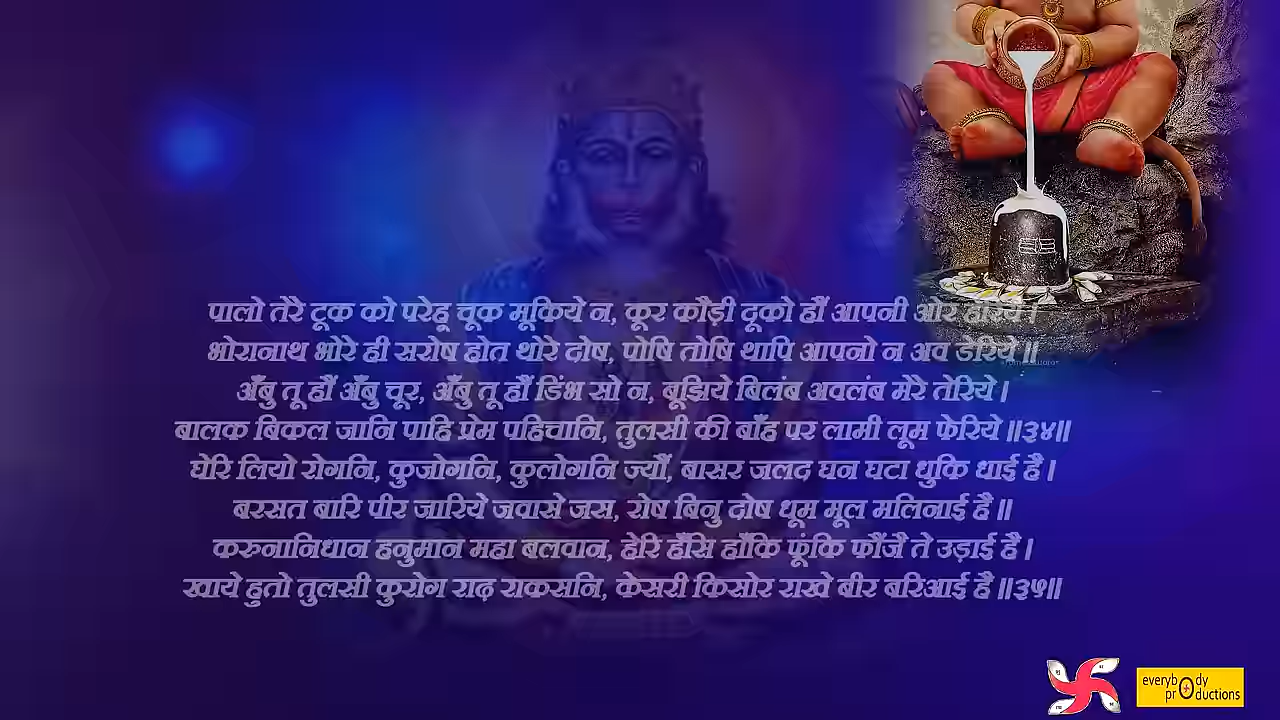 पालो तेरे टूक को परेहू चूक मूकिये न, कूर कौड़ी दूको हौं आपनी ओर हेरिये ।
भोरानाथ भोरे ही सरोष होत थोरे दोष, पोषि तोषि थापि आपनो न अव डेरिये ॥
अँबु तू हौं अँबु चूर, अँबु तू हौं डिंभ सो न, बूझिये बिलंब अवलंब मेरे तेरिये ।
बालक बिकल जानि पाहि प्रेम पहिचानि, तुलसी की बाँह पर लामी लूम फेरिये ॥३४॥
घेरि लियो रोगनि, कुजोगनि, कुलोगनि ज्यौं, बासर जलद घन घटा धुकि धाई है ।
बरसत बारि पीर जारिये जवासे जस, रोष बिनु दोष धूम मूल मलिनाई है ॥
करुनानिधान हनुमान महा बलवान, हेरि हँसि हाँकि फूंकि फौंजै ते उड़ाई है ।
खाये हुतो तुलसी कुरोग राढ़ राकसनि, केसरी किसोर राखे बीर बरिआई है ॥३५॥
everybody
productions